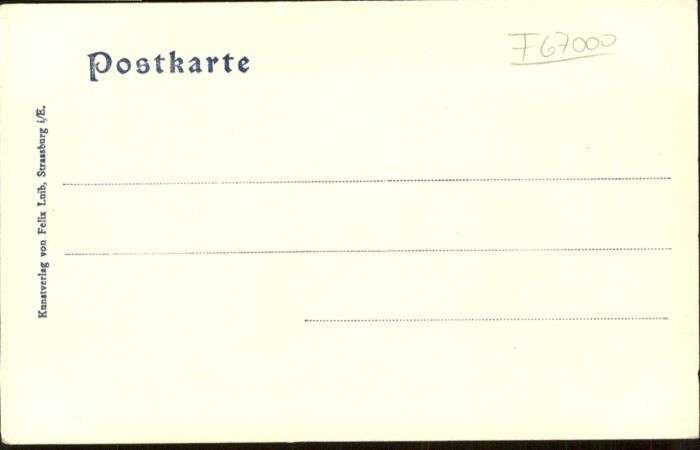 Postkarte
F67000
Kunstverlag von Felix Luib, Strassburg i/E.